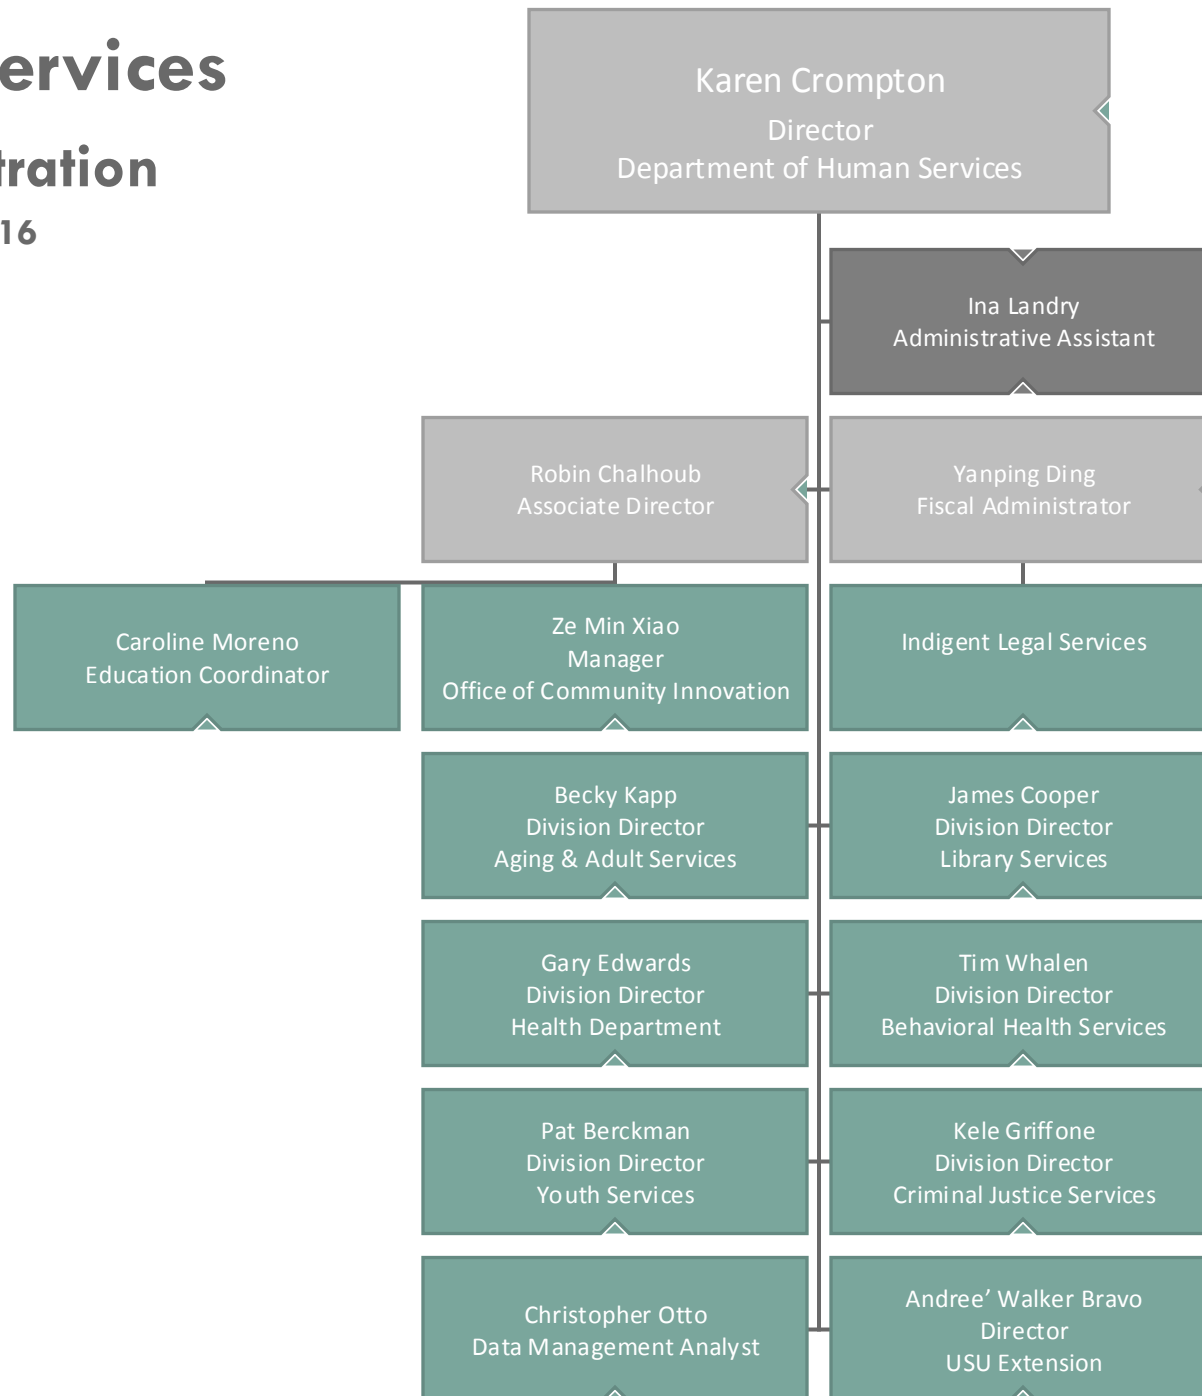 ervices
tration
16
Karen Crompton
Director
Department of Human Services
Ina Landry
Administrative Assistant
Robin Chalhoub
Associate Director
Yanping Ding
Fiscal Administrator
Caroline Moreno
Education Coordinator
Ze Min Xiao
Manager
Office of Community Innovation
Indigent Legal Services
Becky Kapp
Division Director
Aging & Adult Services
James Cooper
Division Director
Library Services
Gary Edwards
Division Director
Health Department
Tim Whalen
Division Director
Behavioral Health Services
Pat Berckman
Division Director
Youth Services
Kele Griffone
Division Director
Criminal Justice Services
Christopher Otto
Data Management Analyst
Andree’ Walker Bravo
Director
USU Extension